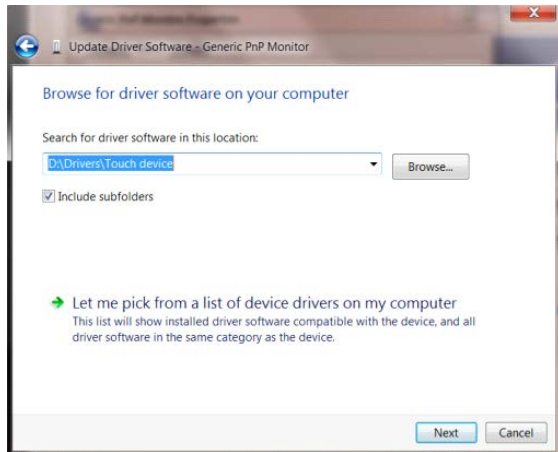 Update Driver Software - Generic PnP Monitor
Browse for driver software on your computer
Search for driver software in this location:
D:\Drivers\Touch device
Browse...
Include subfolders
Let me pick from a list of device drivers on my computer
This list will show installed driver software compatible with the device, and all
driver software in the same category as the device.
Next
Cancel